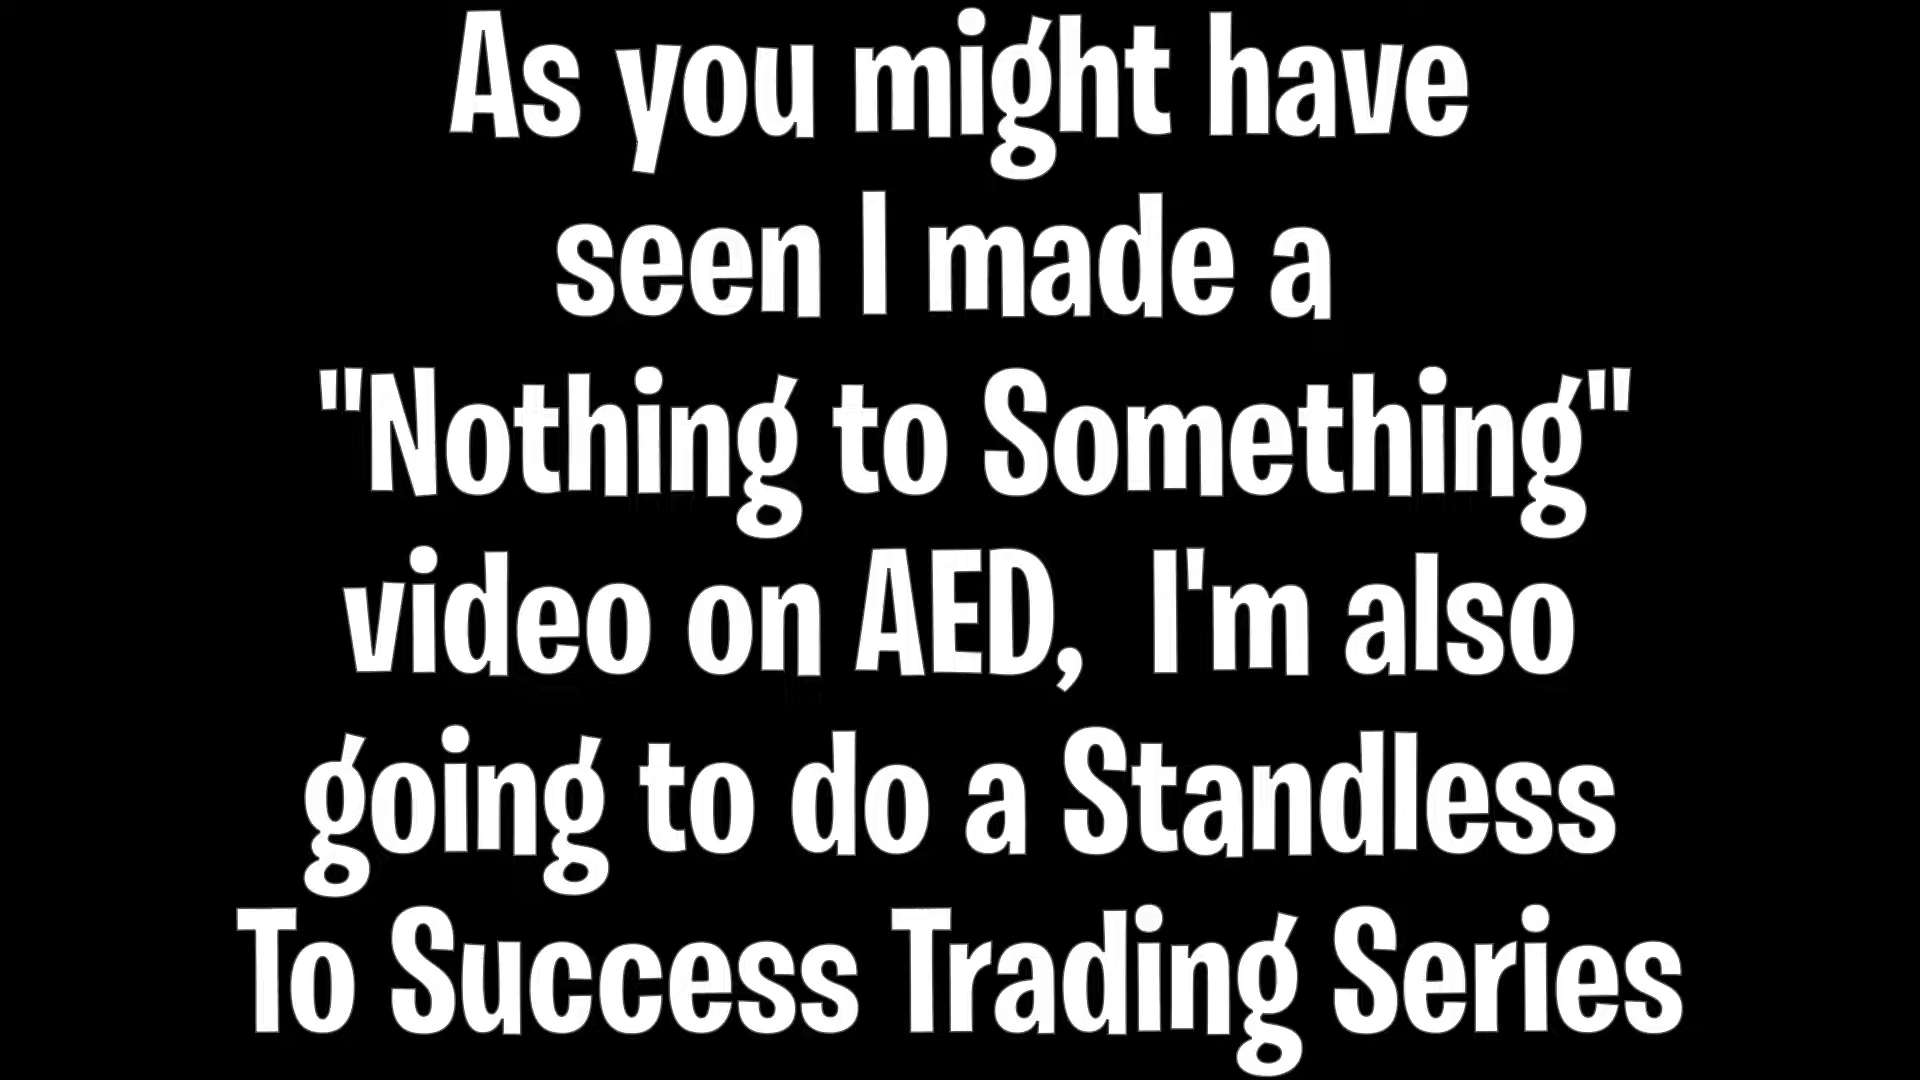 As you might have
seen I made a
"Nothing to Something"
video on AED,  I'm also
going to do a Standless
To Success Trading Series